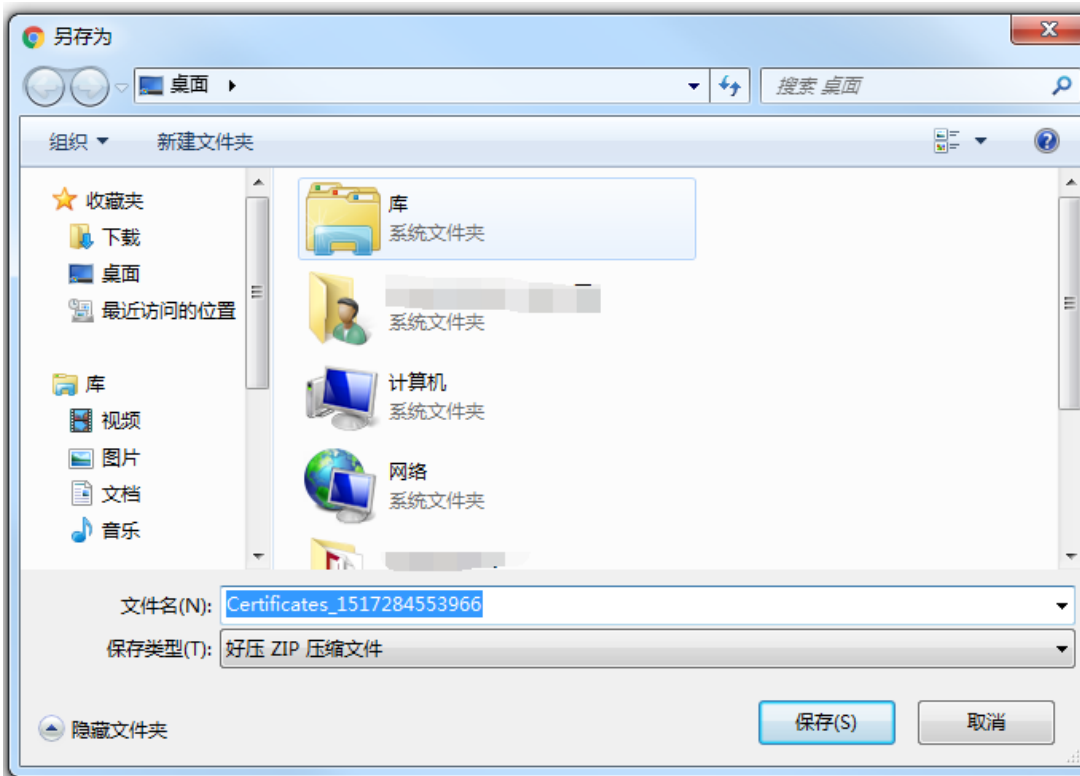 另存为
桌面
搜索 桌面
组织
新建文件夹
收藏夹
下载
桌面
最近访问的位置
库
视频
图片
文档
音乐
库
系统文件夹
系统文件夹
计算机
系统文件夹
网络
系统文件夹
文件名(N): Certificates_1517284553966
保存类型(T): 好压 ZIP 压缩文件
隐藏文件夹
保存(S)
取消